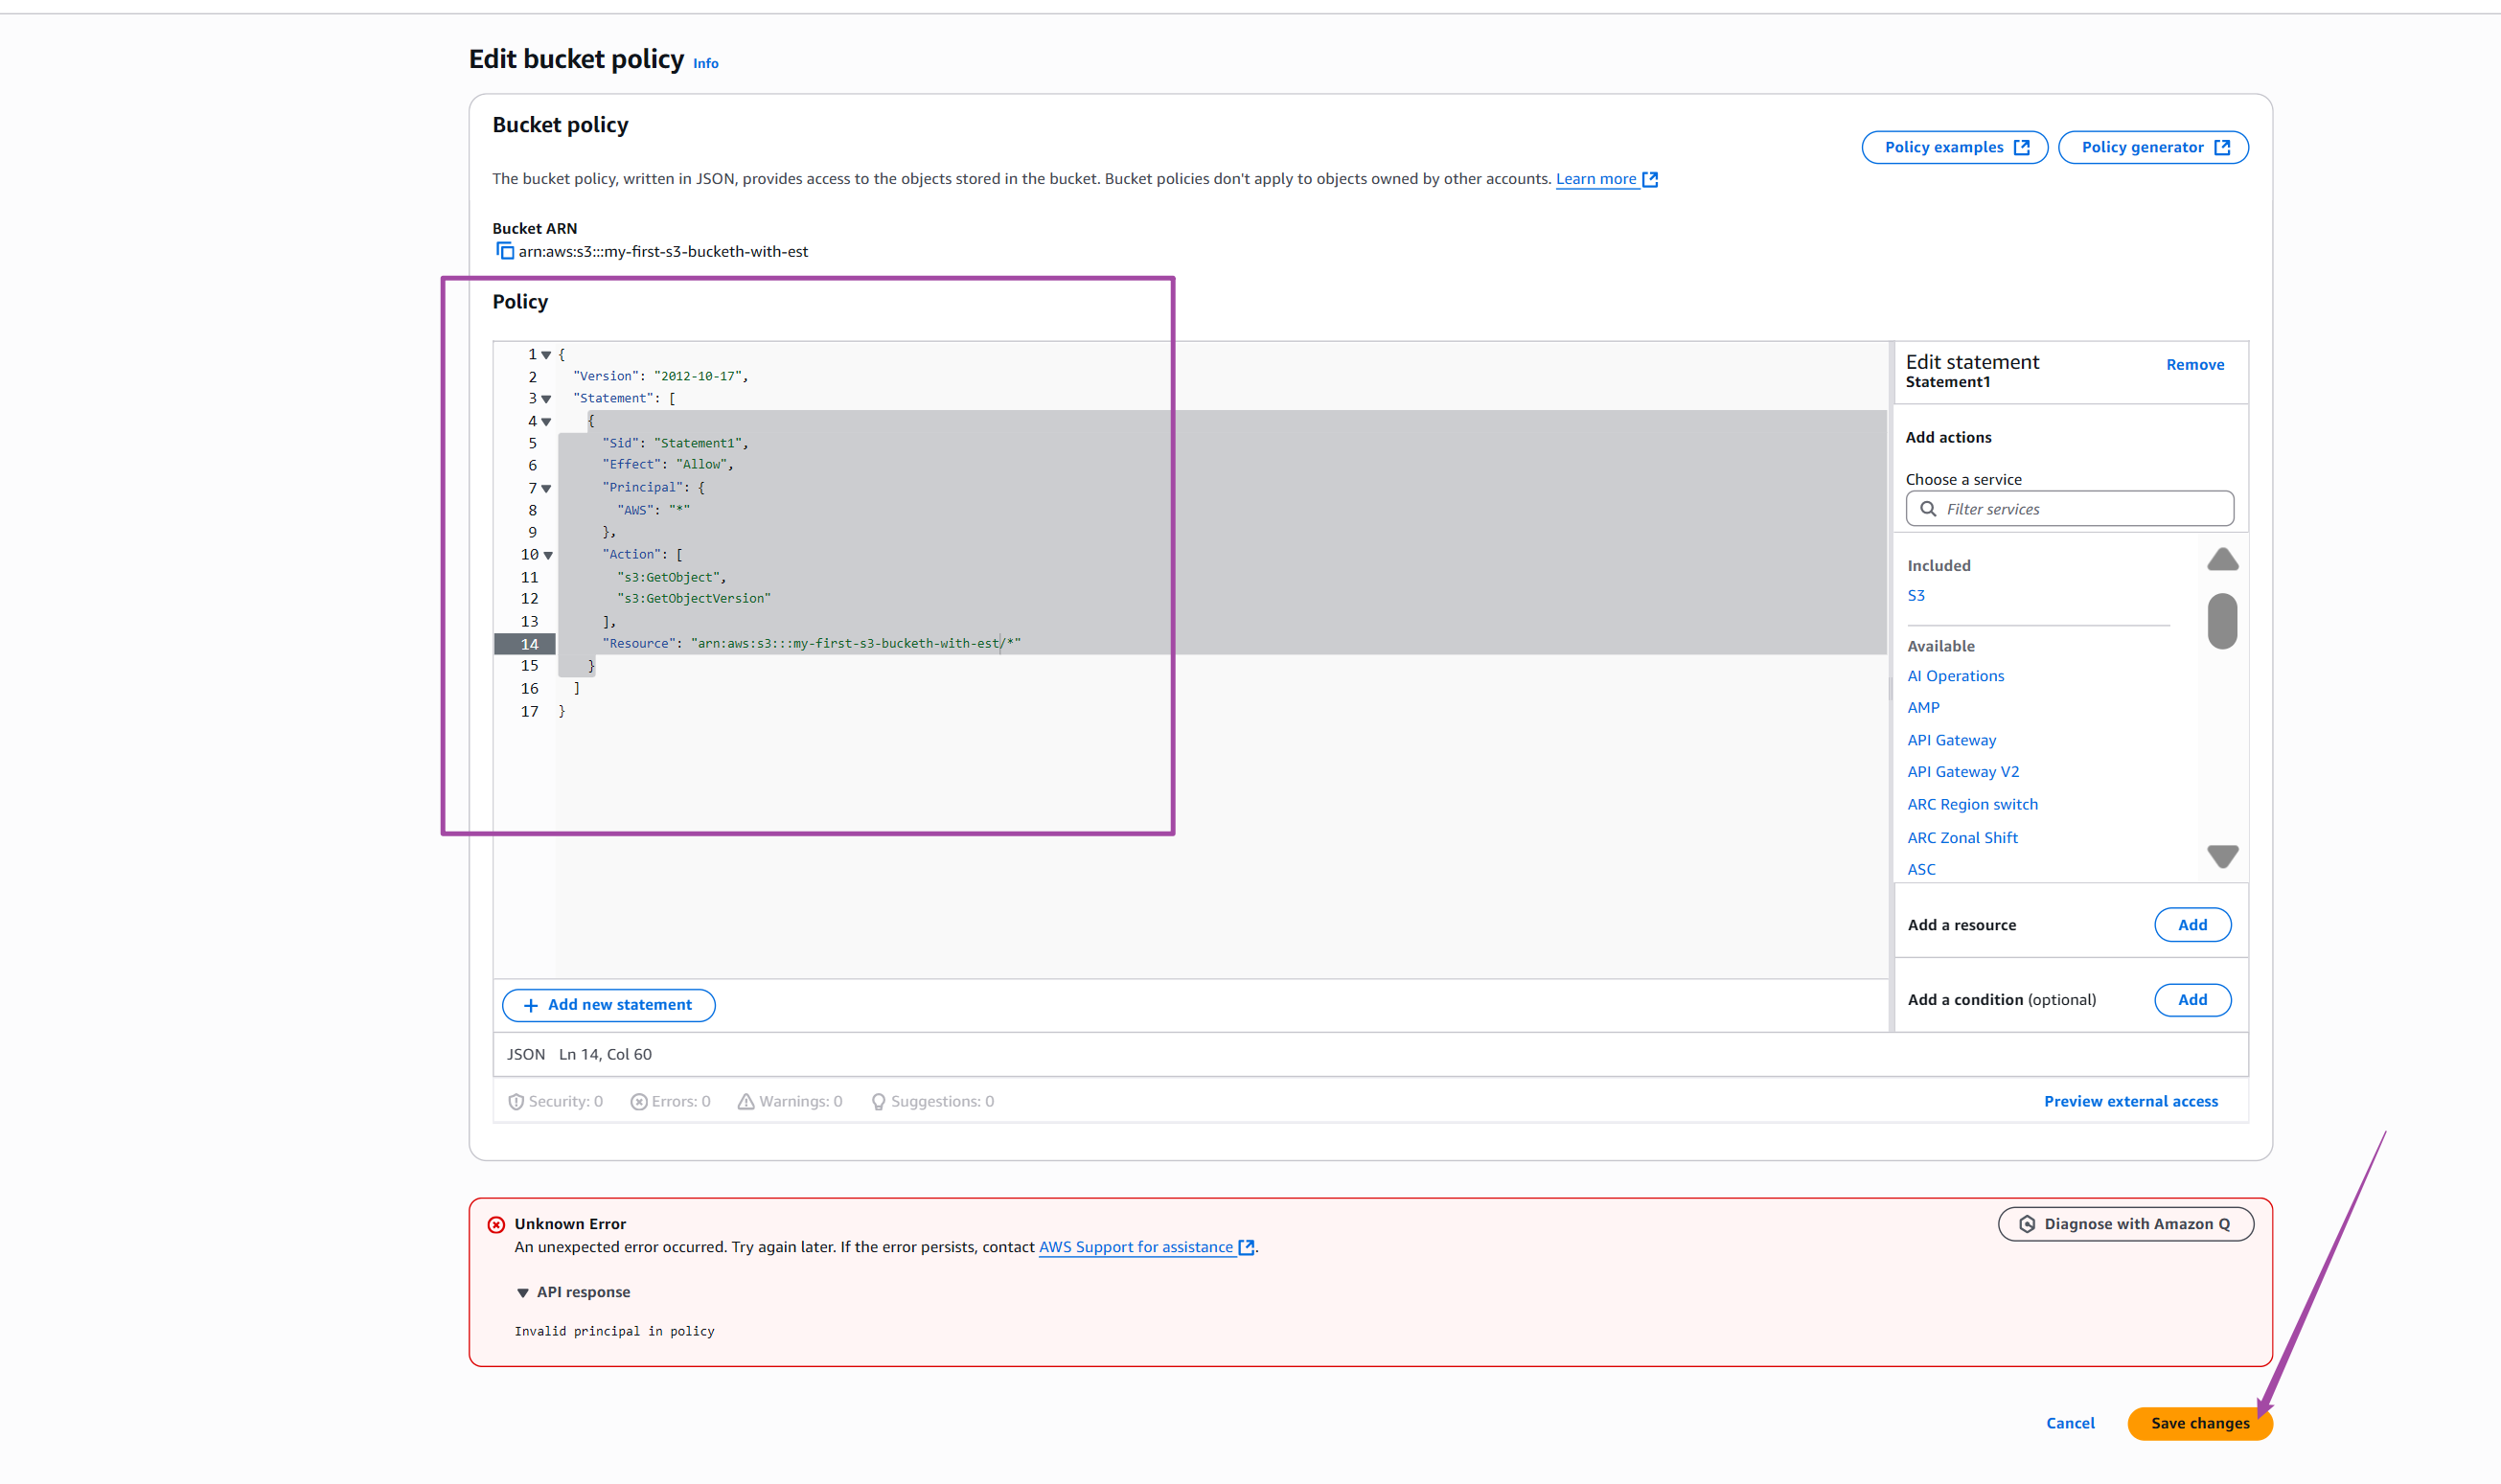 Edit bucket policy Info
Bucket policy
Policy examples
Policy generator
The bucket policy, written in JSON, provides access to the objects stored in the bucket. Bucket policies don't apply to objects owned by other accounts. Learn more
Bucket ARN
arn:aws:s3:::my-first-s3-bucketh-with-est
Policy
1 {
2 "Version": "2012-10-17",
3 "Statement": [
4 {
5 "Sid": "Statement1",
6 "Effect": "Allow",
7 "Principal": {
8 "AWS": "*"
9 },
10 "Action": [
11 "s3:GetObject",
12 "s3:GetObjectVersion"
13 ],
14 "Resource": "arn:aws:s3:::my-first-s3-bucketh-with-est/*"
15 }
16 ]
17 }
Edit statement
Remove
Statement1
Add actions
Choose a service
Filter services
Included
S3
Available
AI Operations
AMP
API Gateway
API Gateway V2
ARC Region switch
ARC Zonal Shift
ASC
Add a resource Add
Add a condition (optional) Add
+ Add new statement
JSON Ln 14, Col 60
Security: 0 Errors: 0 Warnings: 0 Suggestions: 0
Preview external access
Unknown Error
Diagnose with Amazon Q
An unexpected error occurred. Try again later. If the error persists, contact AWS Support for assistance.
API response
Invalid principal in policy
Cancel Save changes